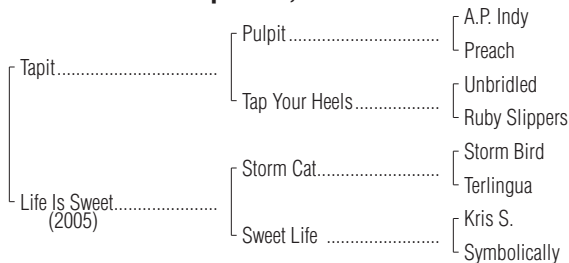 A.P. Indy
Pulpit
Preach
Tapit
Unbridled
Tap Your Heels
Ruby Slippers
Storm Bird
Storm Cat
Terlingua
Life Is Sweet
(2005)
Kris S.
Sweet Life
Symbolically